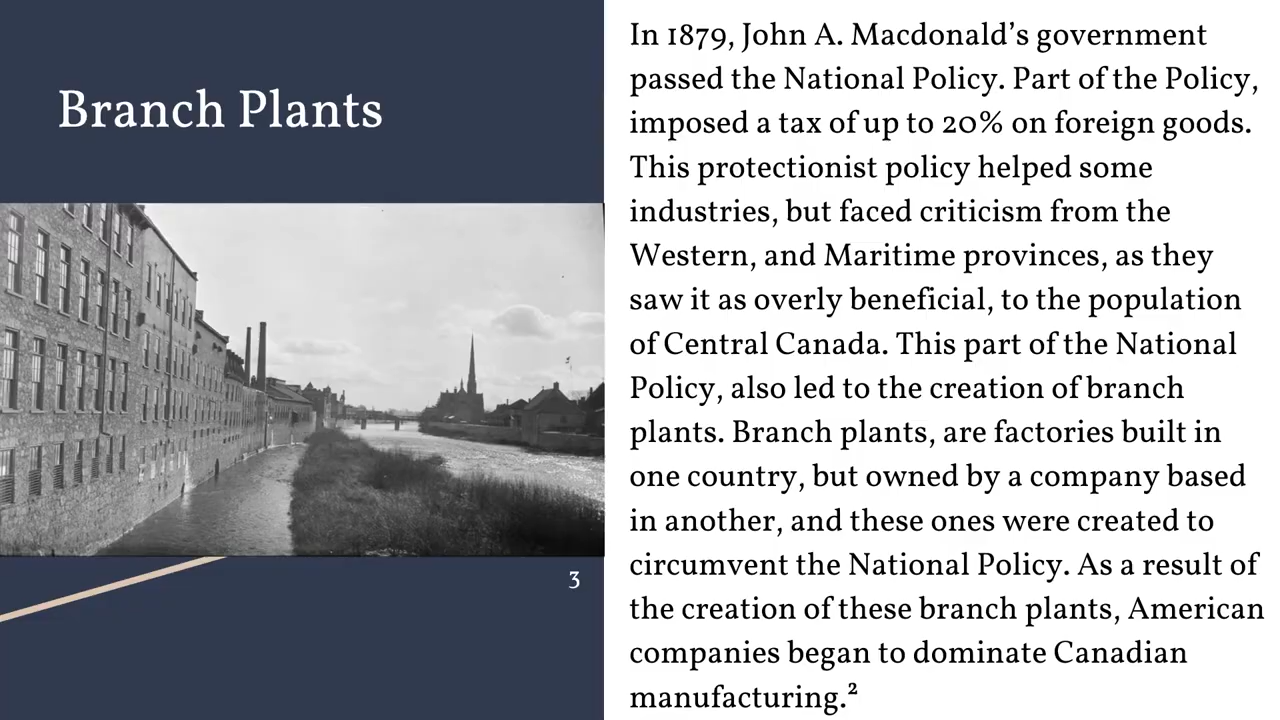 Branch Plants
3
In 1879, John A. Macdonald’s government
passed the National Policy. Part of the Policy,
imposed a tax of up to 20% on foreign goods.
This protectionist policy helped some
industries, but faced criticism from the
Western, and Maritime provinces, as they
saw it as overly beneficial, to the population
of Central Canada. This part of the National
Policy, also led to the creation of branch
plants. Branch plants, are factories built in
one country, but owned by a company based
in another, and these ones were created to
circumvent the National Policy. As a result of
the creation of these branch plants, American
companies began to dominate Canadian
manufacturing.²